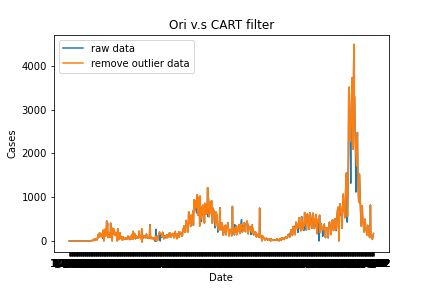 Ori v.s CART filter
raw data
remove outlier data
Cases
4000
3000
2000
1000
0
Date